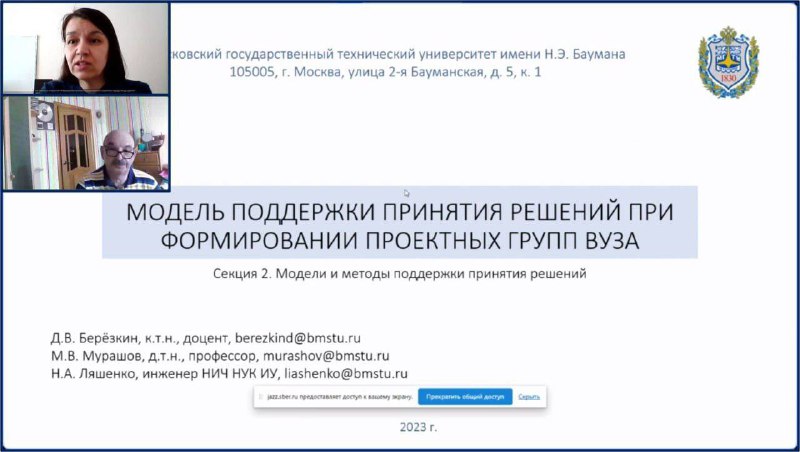 сковский государственный технический университет имени Н.Э. Баумана
105005, г. Москва, улица 2-я Бауманская, д. 5, к. 1
1830
МОДЕЛЬ ПОДДЕРЖКИ ПРИНЯТИЯ РЕШЕНИЙ ПРИ
ФОРМИРОВАНИИ ПРОЕКТНЫХ ГРУПП ВУЗА
Секция 2. Модели и методы поддержки принятия решений
Д.В. Берёзкин, к.т.н., доцент, berezkind@bmstu.ru
М.В. Мурашов, д.т.н., профессор, murashov@bmstu.ru
Н.А. Ляшенко, инженер НИЧ НУК ИУ, liashenko@bmstu.ru
jazz.sber.ru предоставляет доступ к вашему экрану.
Прекратить общий доступ
Скрыть
2023 г.